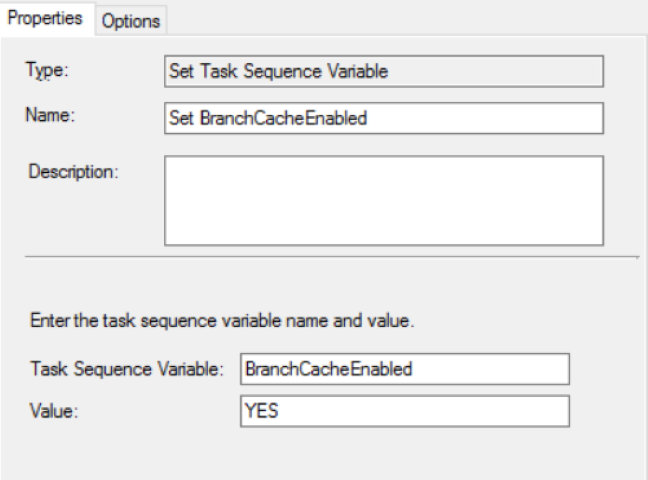 Properties Options
Type: Set Task Sequence Variable
Name: Set BranchCacheEnabled
Description:
Enter the task sequence variable name and value.
Task Sequence Variable: BranchCacheEnabled
Value: YES